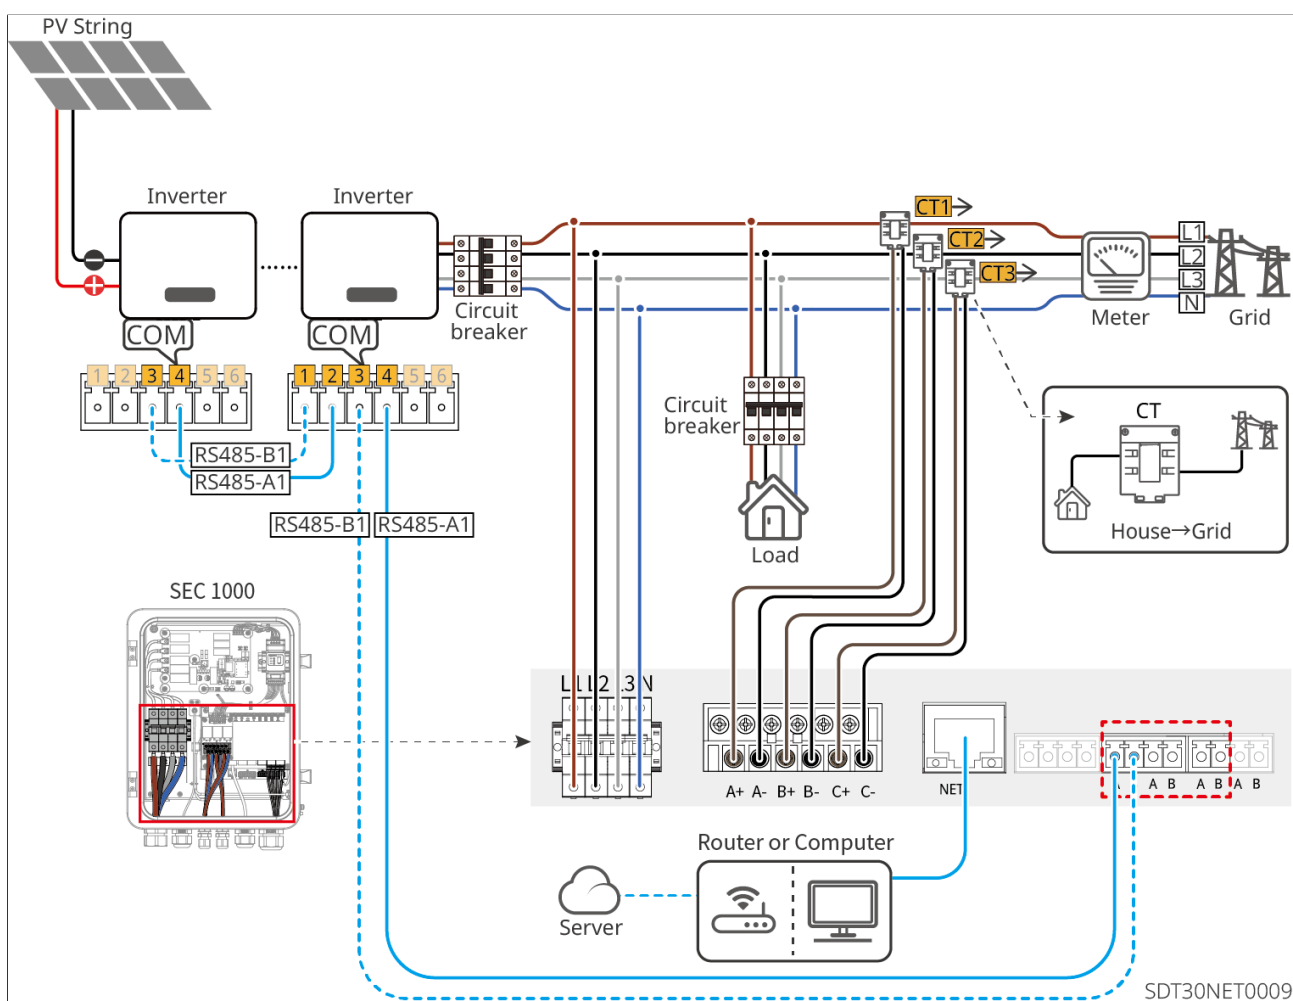 PV String
Inverter
Inverter
CT1
CT2
CT3
L1
L2
L3
N
Circuit
breaker
Meter
Grid
COM
COM
1 2 3 4 5 6
1 2 3 4 5 6
Circuit
breaker
CT
RS485-B1
RS485-A1
RS485-B1
RS485-A1
House→Grid
Load
SEC 1000
L1 L2 L3 N
A+ A- B+ B- C+ C-
NET
A A B A B A B
Router or Computer
Server
SDT30NET0009